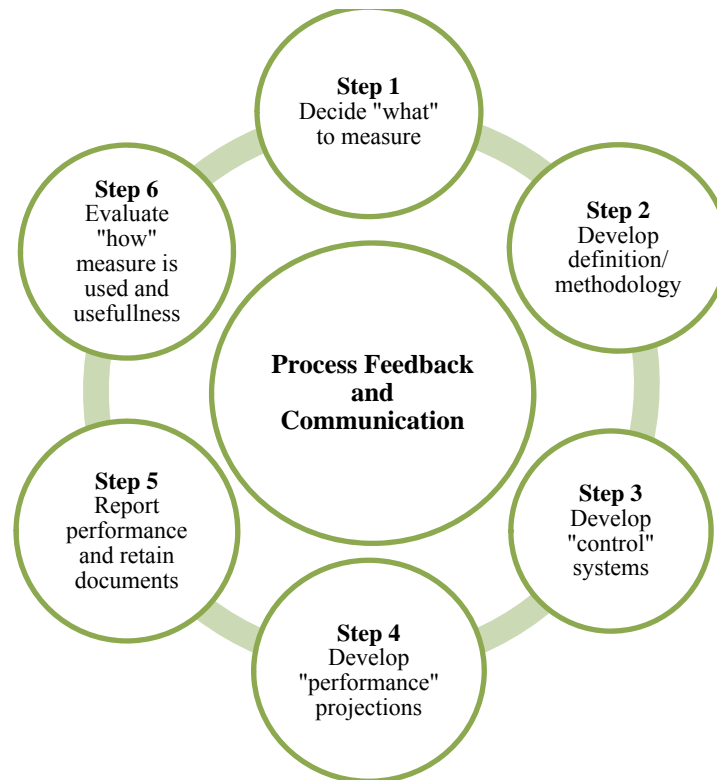 Step 1
Decide "what"
to measure
Step 2
Develop
definition/
methodology
Step 3
Develop
"control"
systems
Step 4
Develop
"performance"
projections
Step 5
Report
performance
and retain
documents
Step 6
Evaluate
"how"
measure is
used and
usefullness
Process Feedback
and
Communication